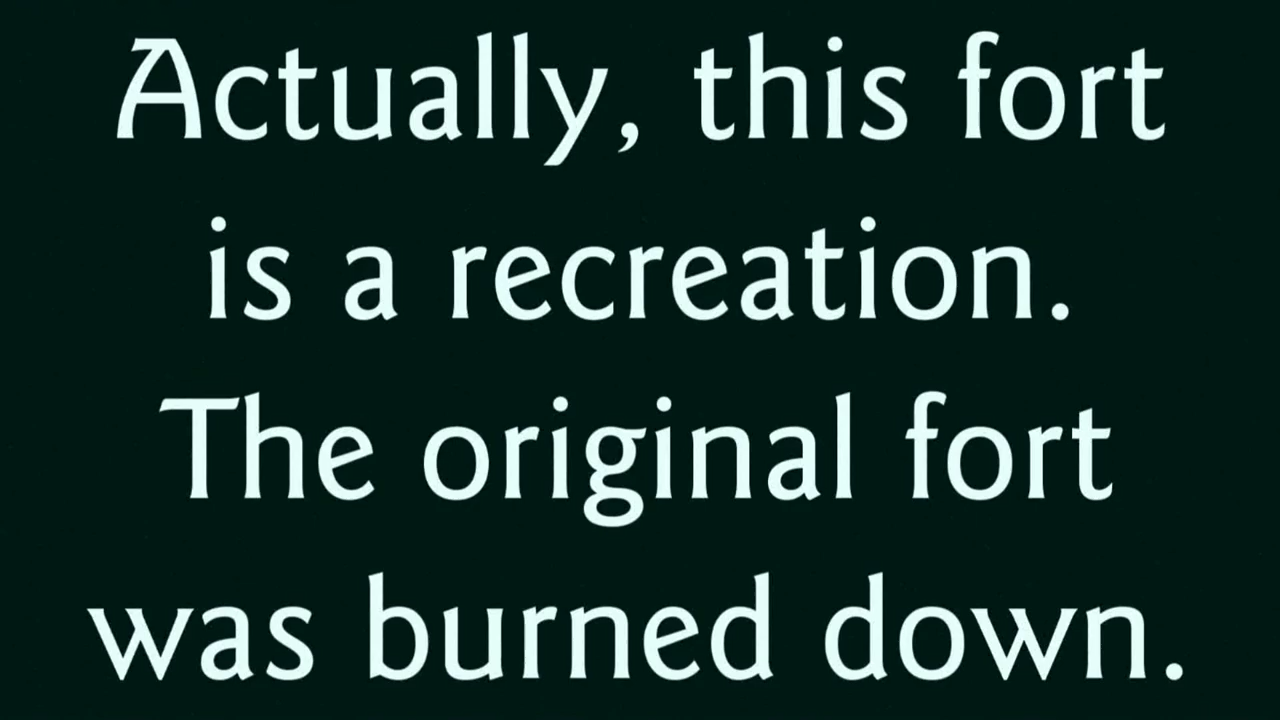 Actually, this fort
is a recreation.
The original fort
was burned down.